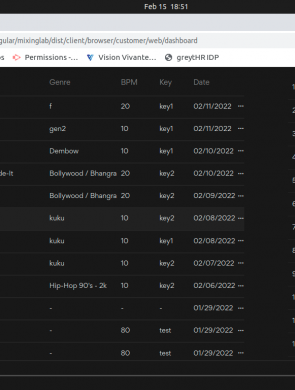 Feb 15 18:51
gular/mixinglab/dist/client/browser/customer/web/dashboard
os Permissions -... Vision Vivante... greytHR IDP
Genre BPM Key Date
f 20 key1 02/11/2022 ...
gen2 10 key1 02/11/2022 ...
Dembow 10 key1 02/10/2022 ...
de-It Bollywood / Bhangra 20 key2 02/10/2022 ...
Bollywood / Bhangra 20 key2 02/09/2022 ...
kuku 10 key2 02/08/2022 ...
kuku 10 key1 02/08/2022 ...
kuku 10 key2 02/07/2022 ...
Hip-Hop 90's - 2k 10 key2 02/06/2022 ...
- - - 01/29/2022 ...
- 80 test 01/29/2022 ...
- 80 test 01/29/2022 ...